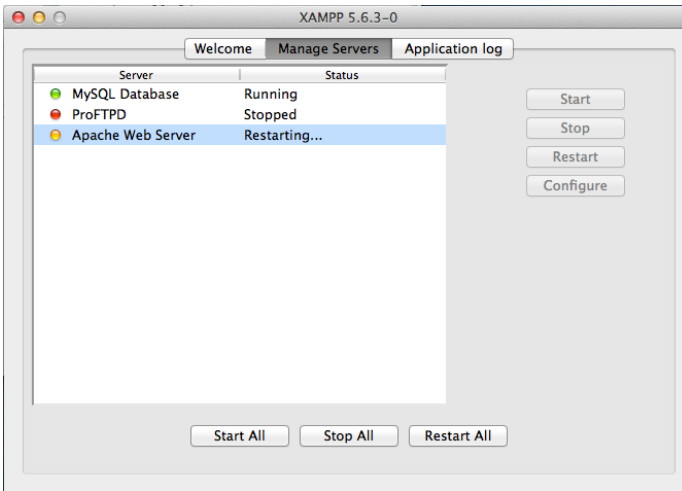 XAMPP 5.6.3-0
Welcome Manage Servers Application log
Server Status
MySQL Database Running
ProFTPD Stopped
Apache Web Server Restarting...
Start
Stop
Restart
Configure
Start All Stop All Restart All